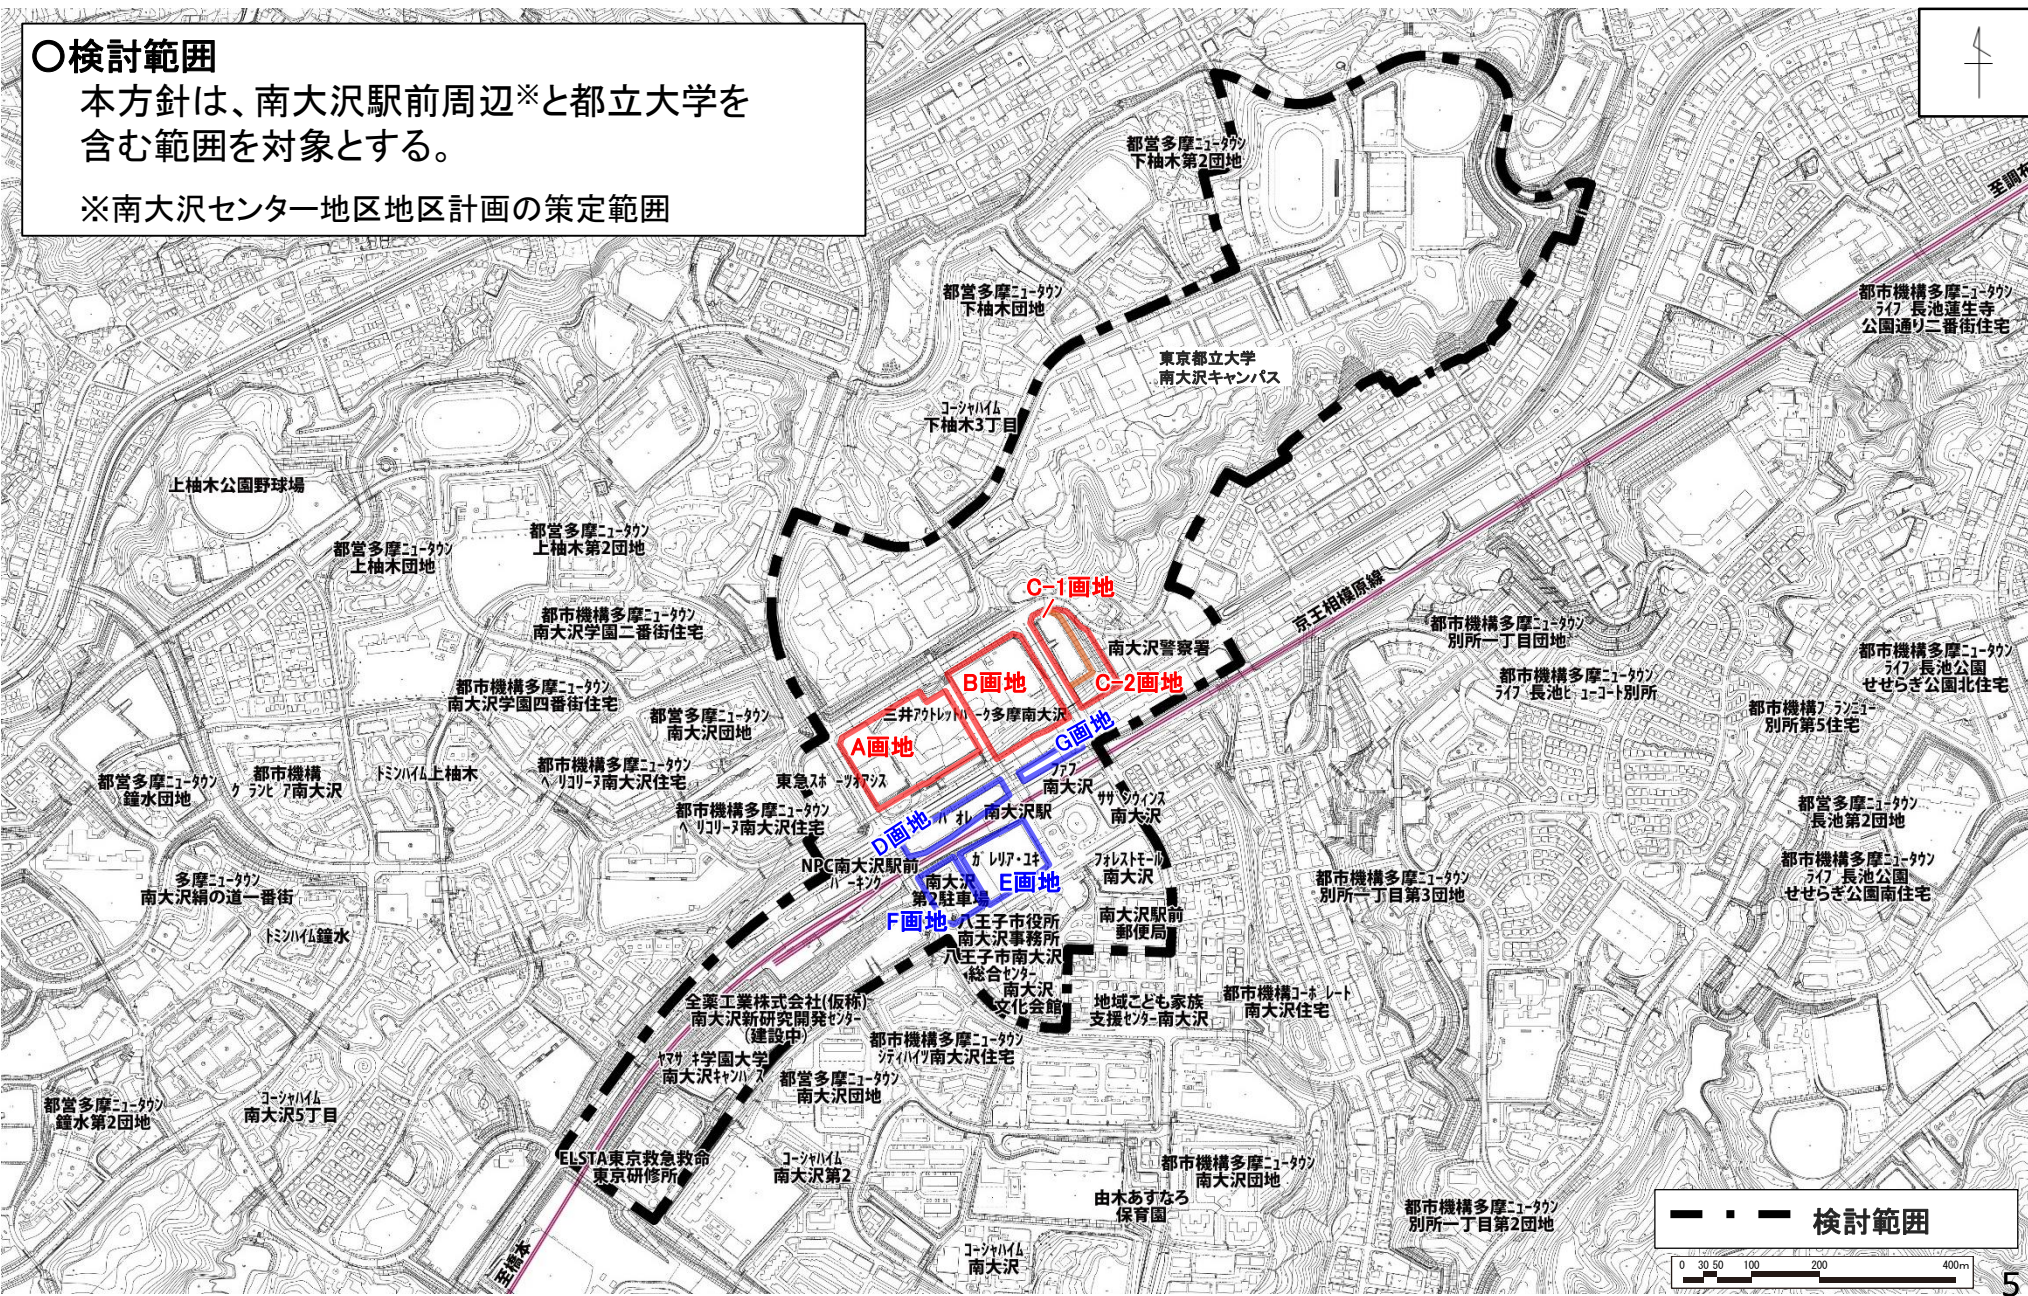 〇検討範囲
本方針は、南大沢駅前周辺※と都立大学を
含む範囲を対象とする。
※南大沢センター地区地区計画の策定範囲
都営多摩ニュータウン
下柚木第2団地
至調布
都営多摩ニュータウン
下柚木団地
都市機構多摩ニュータウン
ライブ長池蓮生寺
公園通り二番街住宅
東京都立大学
南大沢キャンパス
コーシャハイム
下柚木3丁目
上柚木公園野球場
都営多摩ニュータウン
上柚木団地
都営多摩ニュータウン
上柚木第2団地
京王相模原線
C-1画地
都市機構多摩ニュータウン
南大沢学園二番街住宅
南大沢警察署
都市機構多摩ニュータウン
別所一丁目団地
都市機構多摩ニュータウン
ライブ長池公園
せせらぎ公園北住宅
B画地
C-2画地
都市機構多摩ニュータウン
ライブ長池ビューコート別所
都市機構多摩ニュータウン
南大沢学園四番街住宅
都営多摩ニュータウン
南大沢団地
三井アウトレットパーク多摩南大沢
G画地
都市機構プランニュー
別所第5住宅
A画地
都営多摩ニュータウン
鑓水団地
都市機構
グランピア南大沢
トミンハイム上柚木
都市機構多摩ニュータウン
ベリコリーヌ南大沢住宅
東急スポーツオアシス
ファブ
南大沢
都市機構多摩ニュータウン
ベリコリーヌ南大沢住宅
D画地
パオレ
南大沢駅
ササシウィンズ
南大沢
都営多摩ニュータウン
長池第2団地
NPC南大沢駅前
パーキング
ガレリア・ユギ
E画地
フォレストモール
南大沢
多摩ニュータウン
南大沢絹の道一番街
南大沢
第2駐車場
F画地
都市機構多摩ニュータウン
別所一丁目第3団地
都市機構多摩ニュータウン
ライブ長池公園
せせらぎ公園南住宅
トミンハイム鑓水
八王子市役所
南大沢事務所
八王子市南大沢
総合センター
南大沢
文化会館
南大沢駅前
郵便局
全薬工業株式会社(仮称)
南大沢新研究開発センター
(建設中)
地域こども家族
支援センター南大沢
都市機構コーポレート
南大沢住宅
都市機構多摩ニュータウン
シティハイツ南大沢住宅
ヤマザキ学園大学
南大沢キャンパス
都営多摩ニュータウン
南大沢団地
都営多摩ニュータウン
鑓水第2団地
コーシャハイム
南大沢5丁目
ELSTA東京救急救命
東京研修所
コーシャハイム
南大沢第2
都市機構多摩ニュータウン
南大沢団地
由木あすなろ
保育園
都市機構多摩ニュータウン
別所一丁目第2団地
コーシャハイム
南大沢
至橋本
検討範囲
0 30 50 100 200 400m
5